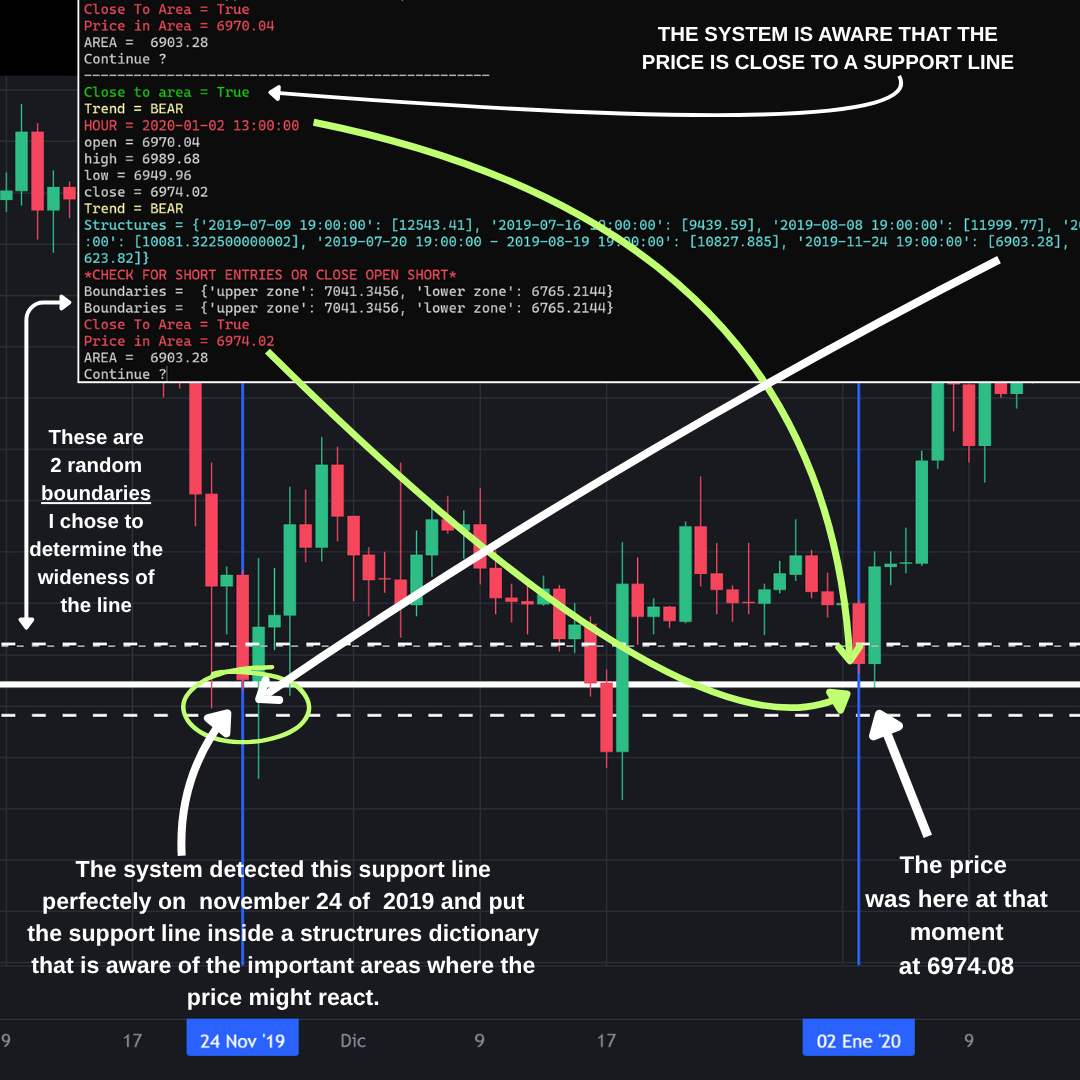 Close To Area = True
Price in Area = 6970.04
AREA =  6903.28
Continue ?
-------------------------------------------------
Close to area = True
Trend = BEAR
HOUR = 2020-01-02 13:00:00
open = 6970.04
high = 6989.68
low = 6949.96
close = 6974.02
Trend = BEAR
Structures = {'2019-07-09 19:00:00': [12543.41], '2019-07-16 19:00:00': [9439.59], '2019-08-08 19:00:00': [11999.77], '20
:00': [10081.322500000002], '2019-07-20 19:00:00 - 2019-08-19 19:00:00': [10827.885], '2019-11-24 19:00:00': [6903.28],
623.82]}
*CHECK FOR SHORT ENTRIES OR CLOSE OPEN SHORT*
Boundaries =  {'upper zone': 7041.3456, 'lower zone': 6765.2144}
Boundaries =  {'upper zone': 7041.3456, 'lower zone': 6765.2144}
Close To Area = True
Price in Area = 6974.02
AREA =  6903.28
Continue ?
THE SYSTEM IS AWARE THAT THE
PRICE IS CLOSE TO A SUPPORT LINE
These are
2 random
boundaries
I chose to
determine the
wideness of
the line
The system detected this support line
perfectely on  november 24 of  2019 and put
the support line inside a structrures dictionary
that is aware of the important areas where the
price might react.
The price
was here at that
moment
at 6974.08
9
17
24 Nov '19
Dic
9
17
02 Ene '20
9